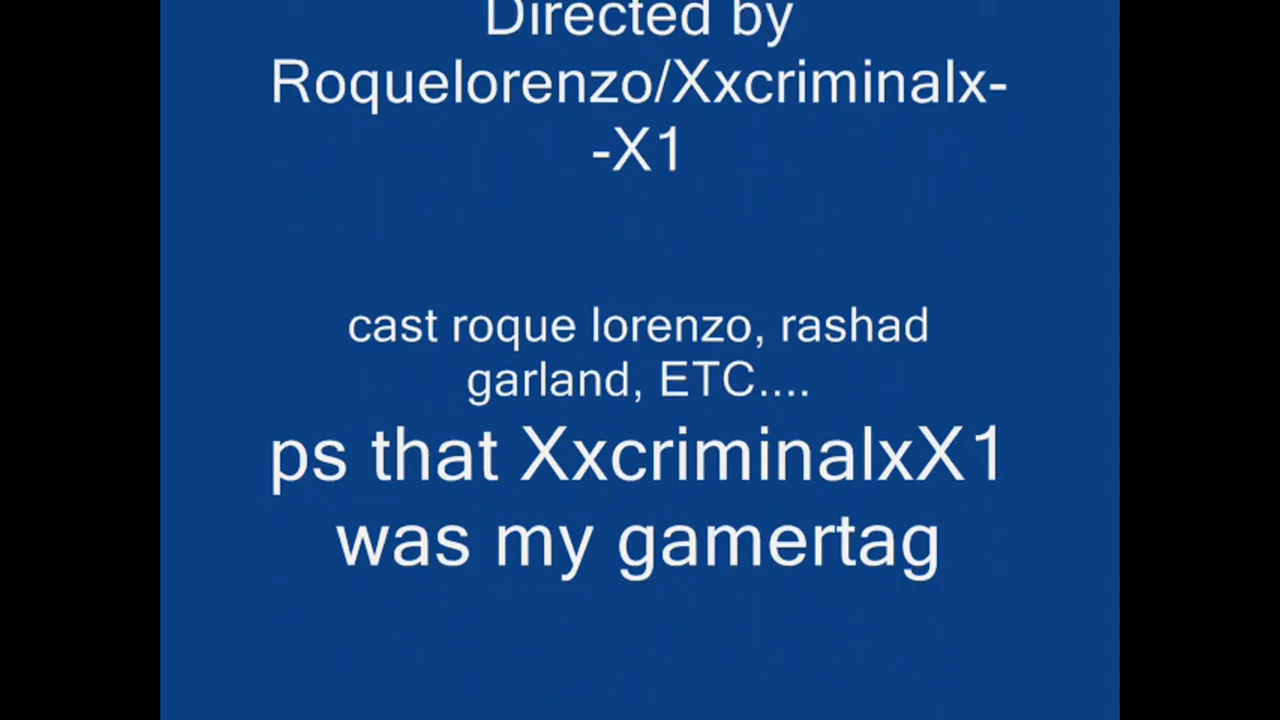 Directed by
Roquelorenzo/Xxcriminalx-
-X1
cast roque lorenzo, rashad
garland, ETC....
ps that XxcriminalxX1
was my gamertag